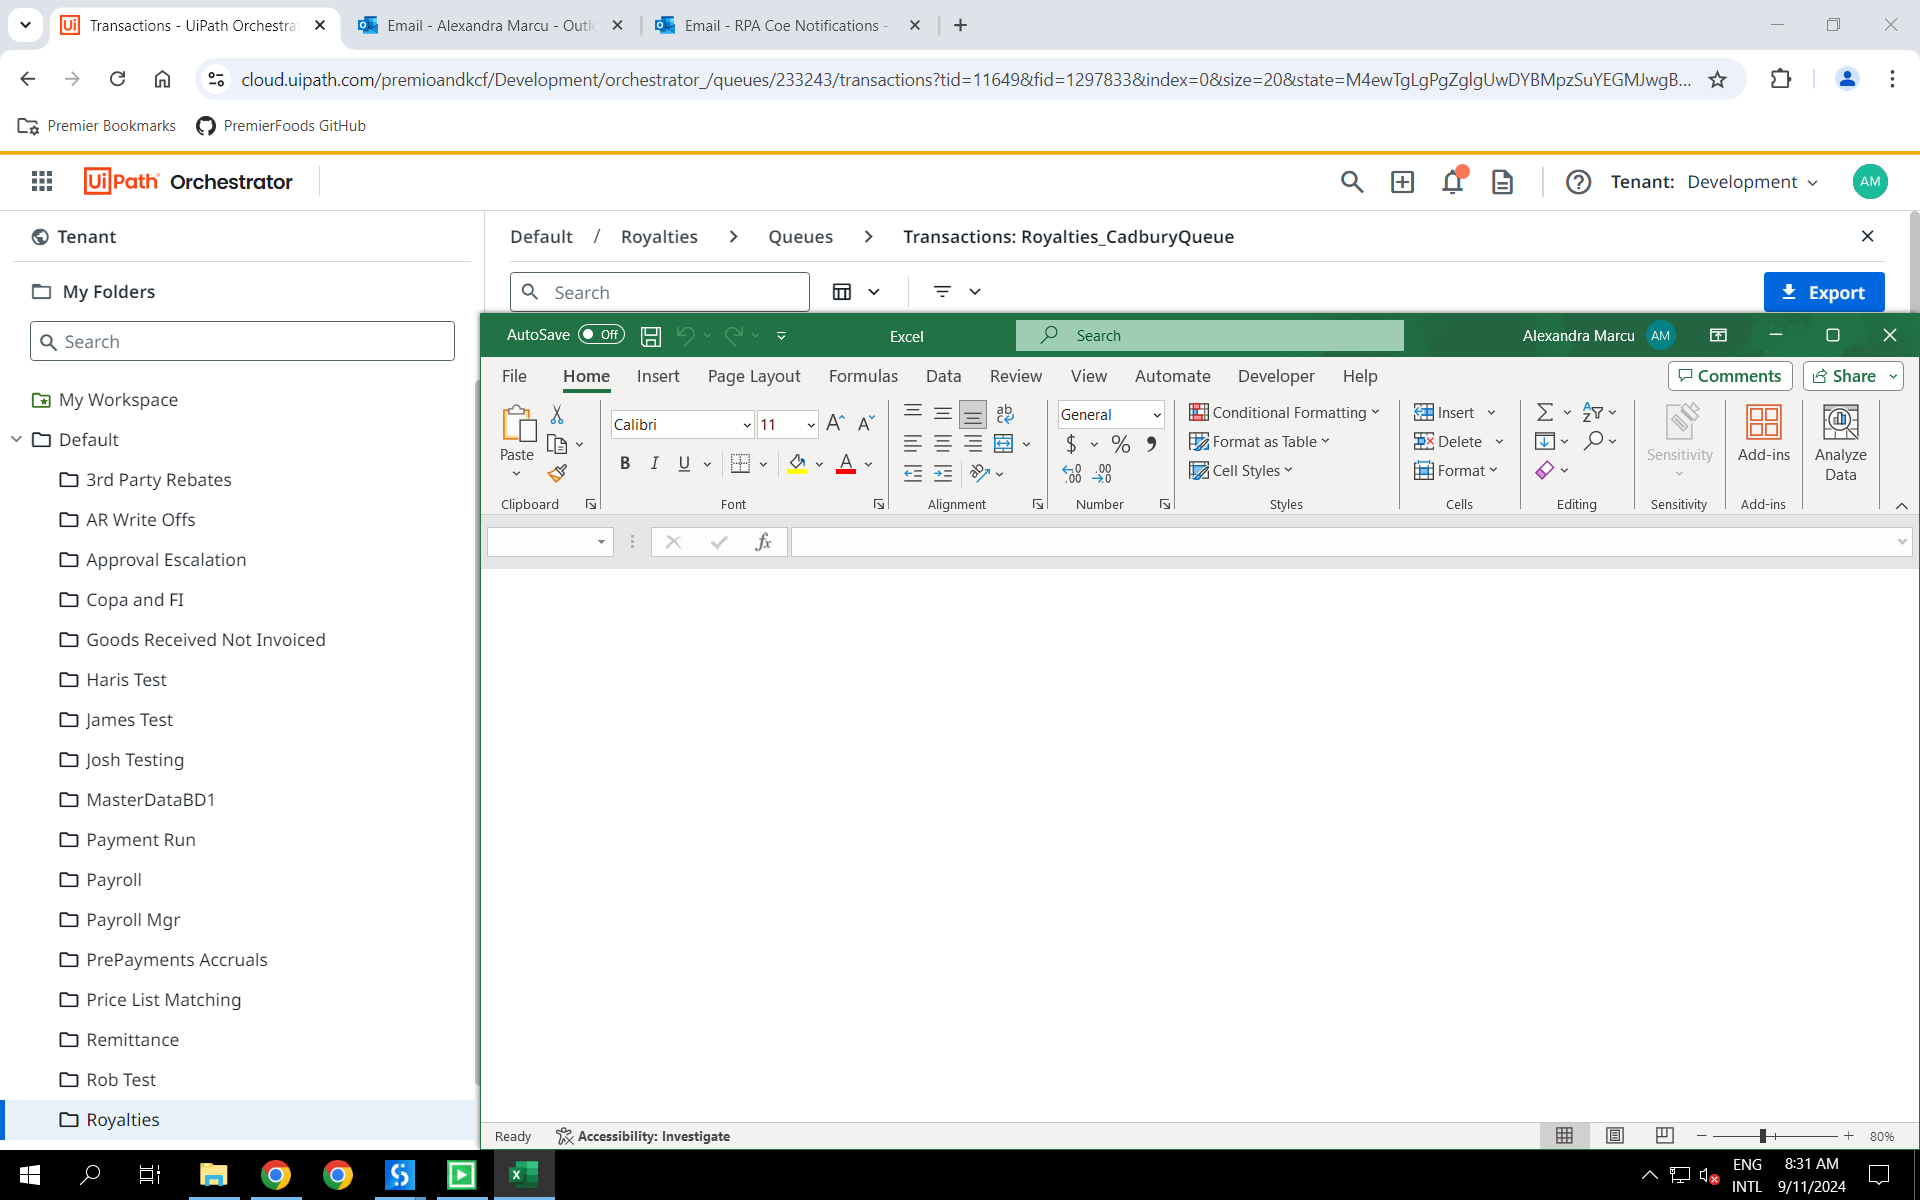 Transactions - UiPath Orchestrat
Email - Alexandra Marcu - Outlo
Email - RPA Coe Notifications -
cloud.uipath.com/premioandkcf/Development/orchestrator_/queues/233243/transactions?tid=11649&fid=1297833&index=0&size=20&state=M4ewTgLgPgZglgUwDYBMpzSuYEGMJwgB...
Premier Bookmarks
PremierFoods GitHub
UiPath Orchestrator
Tenant: Development
AM
Tenant
Default / Royalties > Queues > Transactions: Royalties_CadburyQueue
My Folders
Search
Export
Search
AutoSave Off
Excel
Search
Alexandra Marcu AM
File Home Insert Page Layout Formulas Data Review View Automate Developer Help
Comments
Share
Paste
Clipboard
Calibri
11
B I U
A
Font
ab
Alignment
General
$ % ,
Number
Conditional Formatting
Format as Table
Cell Styles
Styles
Insert
Delete
Format
Cells
Editing
Sensitivity
Sensitivity
Add-ins
Add-ins
Analyze
Data
fx
My Workspace
Default
3rd Party Rebates
AR Write Offs
Approval Escalation
Copa and FI
Goods Received Not Invoiced
Haris Test
James Test
Josh Testing
MasterDataBD1
Payment Run
Payroll
Payroll Mgr
PrePayments Accruals
Price List Matching
Remittance
Rob Test
Royalties
Ready
Accessibility: Investigate
80%
ENG
INTL
8:31 AM
9/11/2024